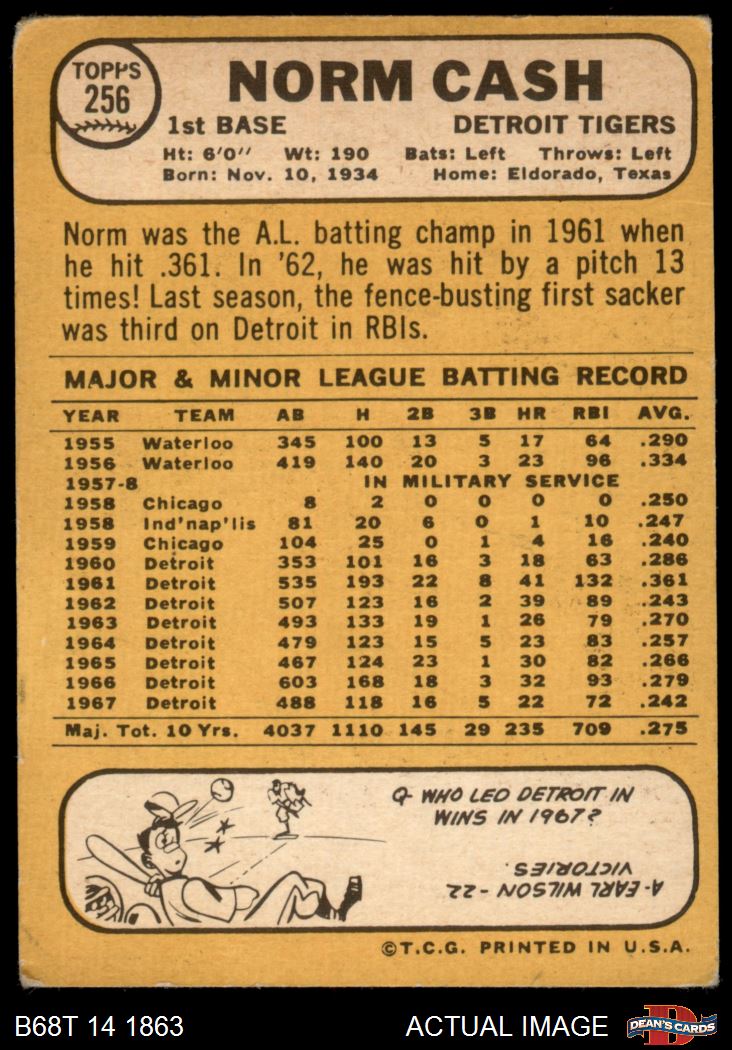 TOPPS
256
NORM CASH
1st BASE DETROIT TIGERS
Ht: 6'0" Wt: 190 Bats: Left Throws: Left
Born: Nov. 10, 1934 Home: Eldorado, Texas
Norm was the A.L. batting champ in 1961 when
he hit .361. In '62, he was hit by a pitch 13
times! Last season, the fence-busting first sacker
was third on Detroit in RBIs.
MAJOR & MINOR LEAGUE BATTING RECORD
YEAR TEAM AB H 2B 3B HR RBI AVG.
1955 Waterloo 345 100 13 5 17 64 .290
1956 Waterloo 419 140 20 3 23 96 .334
1957-8 IN MILITARY SERVICE
1958 Chicago 8 2 0 0 0 0 .250
1958 Ind'nap'lis 81 20 6 0 1 10 .247
1959 Chicago 104 25 0 1 4 16 .240
1960 Detroit 353 101 16 3 18 63 .286
1961 Detroit 535 193 22 8 41 132 .361
1962 Detroit 507 123 16 2 39 89 .243
1963 Detroit 493 133 19 1 26 79 .270
1964 Detroit 479 123 15 5 23 83 .257
1965 Detroit 467 124 23 1 30 82 .266
1966 Detroit 603 168 18 3 32 93 .279
1967 Detroit 488 118 16 5 22 72 .242
Maj. Tot. 10 Yrs. 4037 1110 145 29 235 709 .275
Q- WHO LED DETROIT IN
WINS IN 1967?
A-EARL WILSON - 22
VICTORIES.
©T.C.G. PRINTED IN U.S.A.
B68T 14 1863 ACTUAL IMAGE
D
DEAN'S CARDS